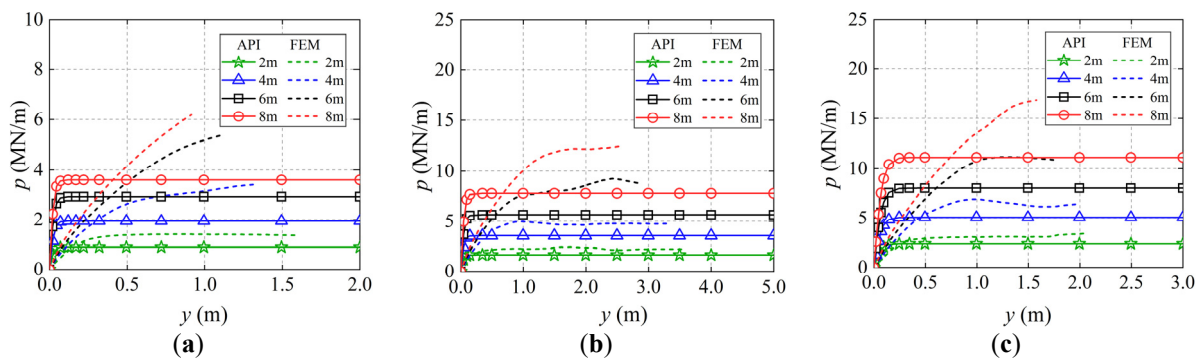 10
8
6
4
2
0
p (MN/m)
API FEM
2m 2m
4m 4m
6m 6m
8m 8m
0.0 0.5 1.0 1.5 2.0
y (m)
(a)
25
20
15
10
5
0
p (MN/m)
API FEM
2m 2m
4m 4m
6m 6m
8m 8m
0.0 1.0 2.0 3.0 4.0 5.0
y (m)
(b)
25
20
15
10
5
0
p (MN/m)
API FEM
2m 2m
4m 4m
6m 6m
8m 8m
0.0 0.5 1.0 1.5 2.0 2.5 3.0
y (m)
(c)